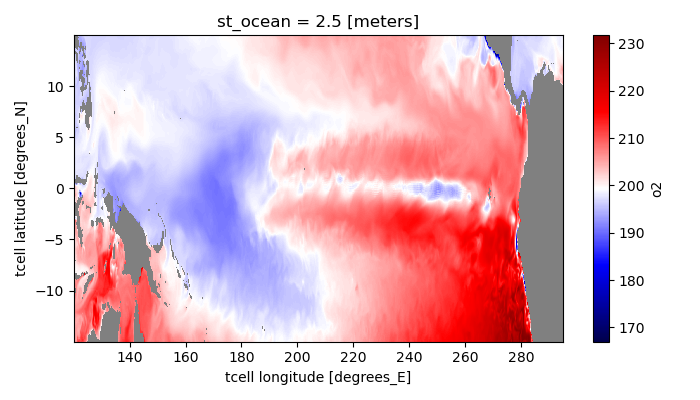 st_ocean = 2.5 [meters]
tcell latitude [degrees_N]
10
5
0
−5
−10
140 160 180 200 220 240 260 280
tcell longitude [degrees_E]
230
220
210
200
190
180
170
o2